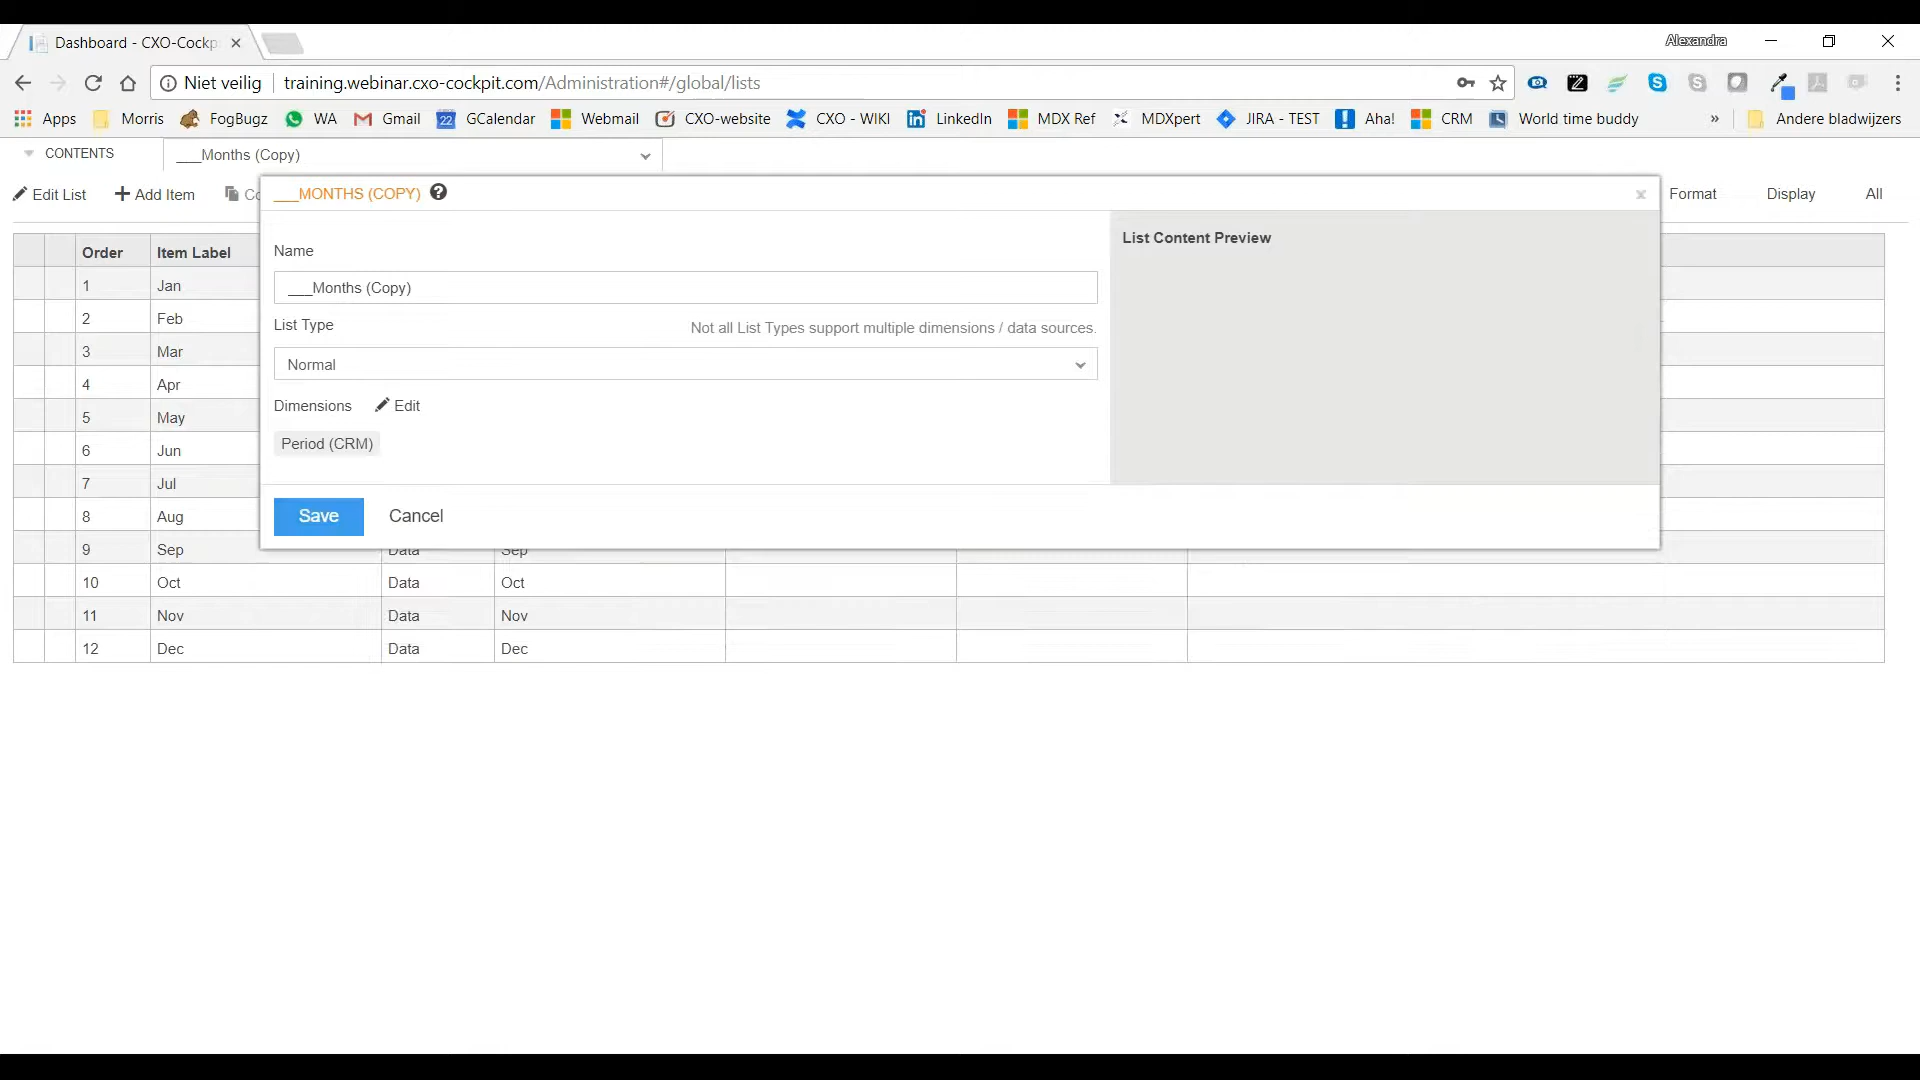 Dashboard - CXO-Cockp
Alexandra
Niet veilig training.webinar.cxo-cockpit.com/Administration#/global/lists
Apps Morris FogBugz WA Gmail 22 GCalendar Webmail CXO-website CXO - WIKI LinkedIn MDX Ref MDXpert JIRA - TEST Aha! CRM World time buddy » Andere bladwijzers
CONTENTS ___Months (Copy)
Edit List Add Item Co Format Display All
___MONTHS (COPY)
Name
___Months (Copy)
List Type Not all List Types support multiple dimensions / data sources.
Normal
Dimensions Edit
Period (CRM)
Save Cancel
List Content Preview
Order Item Label
1 Jan
2 Feb
3 Mar
4 Apr
5 May
6 Jun
7 Jul
8 Aug
9 Sep Data Sep
10 Oct Data Oct
11 Nov Data Nov
12 Dec Data Dec